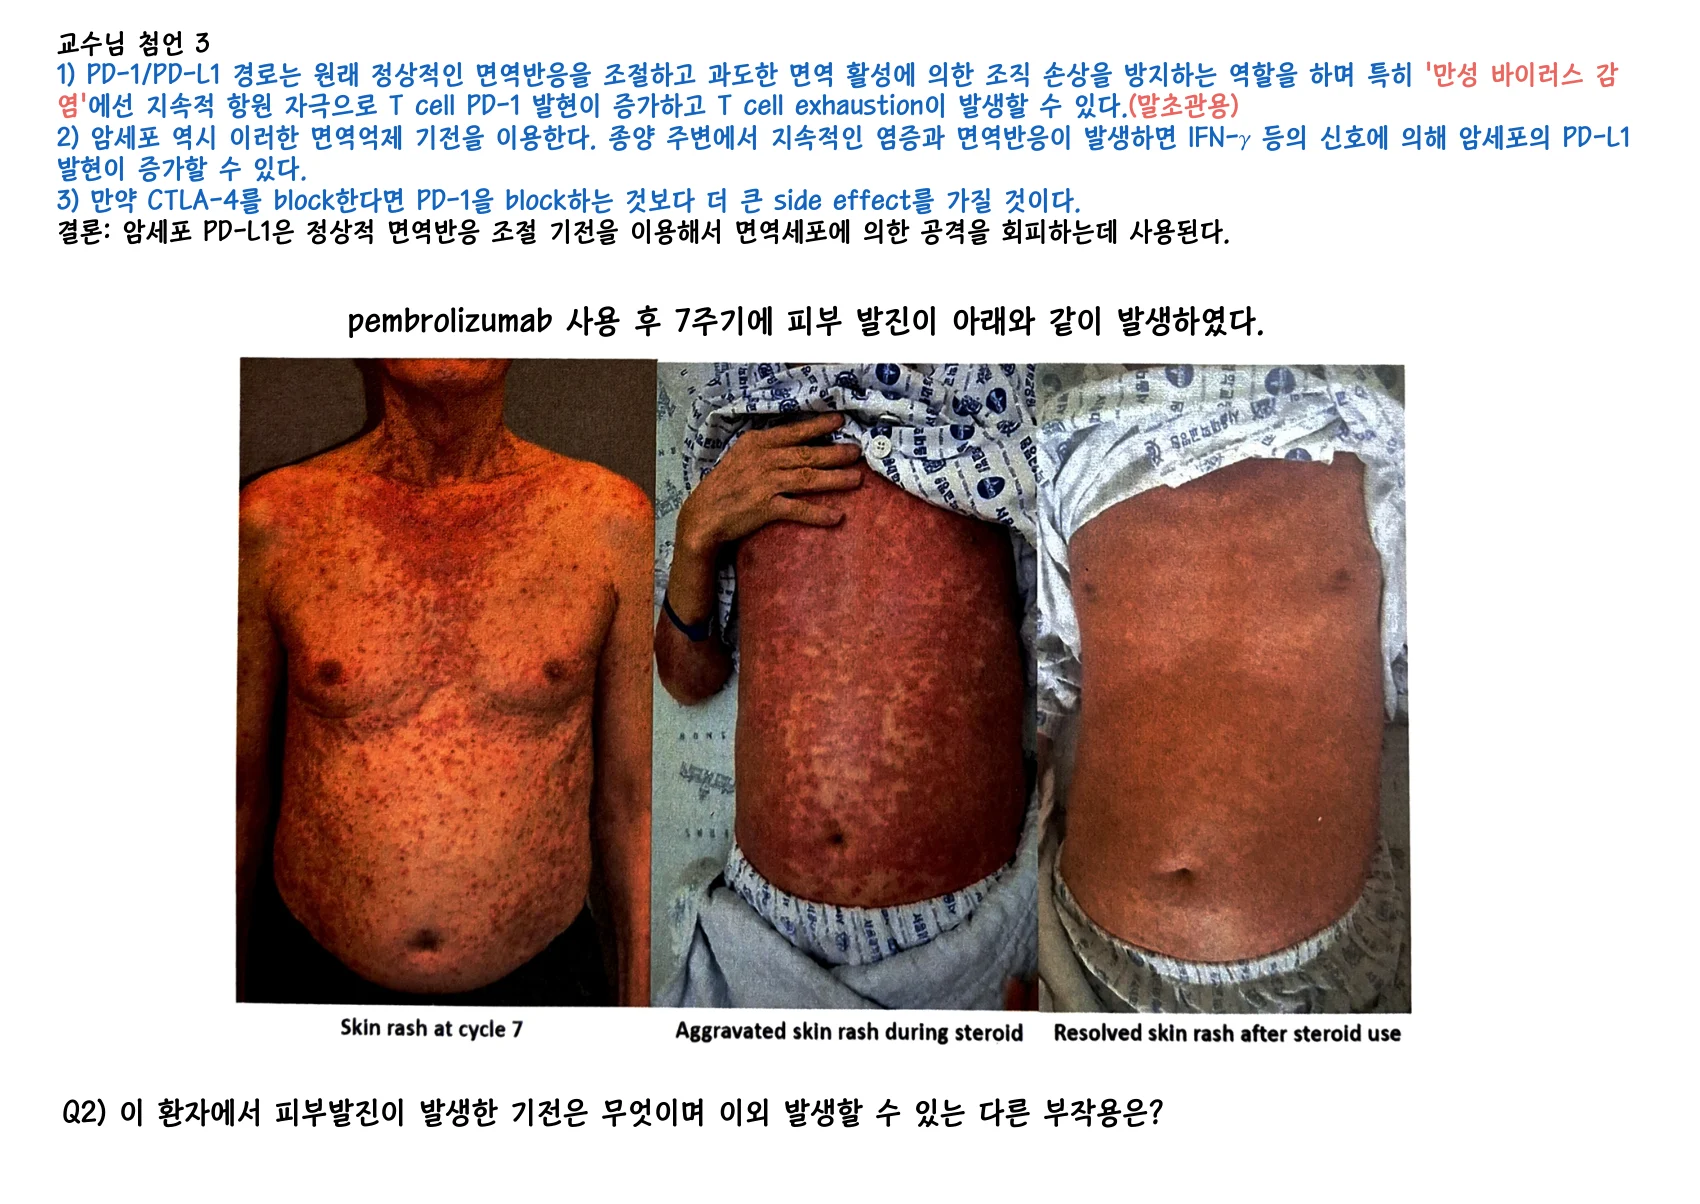 교수님 첨언 3
1) PD-1/PD-L1 경로는 원래 정상적인 면역반응을 조절하고 과도한 면역 활성에 의한 조직 손상을 방지하는 역할을 하며 특히 '만성 바이러스 감
염'에선 지속적 항원 자극으로 T cell PD-1 발현이 증가하고 T cell exhaustion이 발생할 수 있다.(말초관용)
2) 암세포 역시 이러한 면역억제 기전을 이용한다. 종양 주변에서 지속적인 염증과 면역반응이 발생하면 IFN-γ 등의 신호에 의해 암세포의 PD-L1
발현이 증가할 수 있다.
3) 만약 CTLA-4를 block한다면 PD-1을 block하는 것보다 더 큰 side effect를 가질 것이다.
결론: 암세포 PD-L1은 정상적 면역반응 조절 기전을 이용해서 면역세포에 의한 공격을 회피하는데 사용된다.
pembrolizumab 사용 후 7주기에 피부 발진이 아래와 같이 발생하였다.
Skin rash at cycle 7
Aggravated skin rash during steroid
Resolved skin rash after steroid use
Q2) 이 환자에서 피부발진이 발생한 기전은 무엇이며 이외 발생할 수 있는 다른 부작용은?